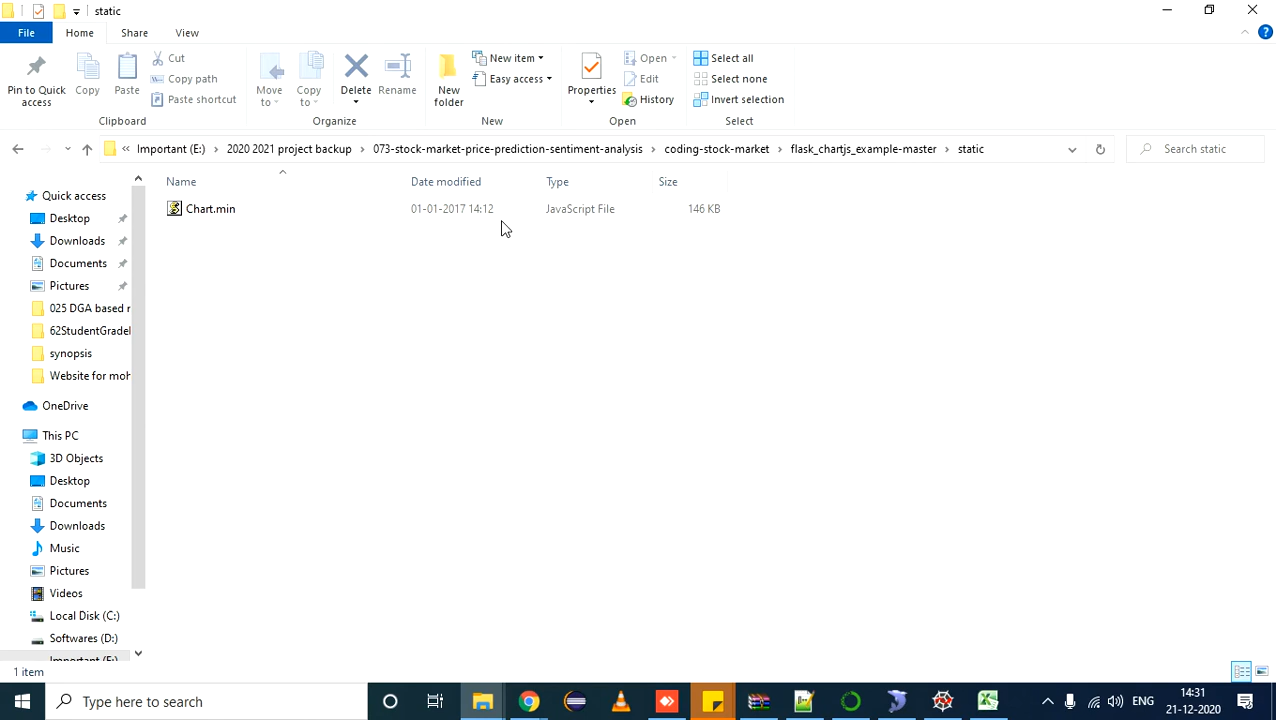 static
File
Home
Share
View
Pin to Quick access
Copy
Paste
Cut
Copy path
Paste shortcut
Clipboard
Move to
Copy to
Delete
Rename
Organize
New folder
New item
Easy access
New
Properties
Open
Edit
History
Open
Select all
Select none
Invert selection
Select
« Important (E:) > 2020 2021 project backup > 073-stock-market-price-prediction-sentiment-analysis > coding-stock-market > flask_chartjs_example-master > static
Search static
Name Date modified Type Size
Chart.min 01-01-2017 14:12 JavaScript File 146 KB
Quick access
Desktop
Downloads
Documents
Pictures
025 DGA based r
62StudentGradel
synopsis
Website for moh
OneDrive
This PC
3D Objects
Desktop
Documents
Downloads
Music
Pictures
Videos
Local Disk (C:)
Softwares (D:)
Important (E:)
1 item
Type here to search
ENG
14:31
21-12-2020